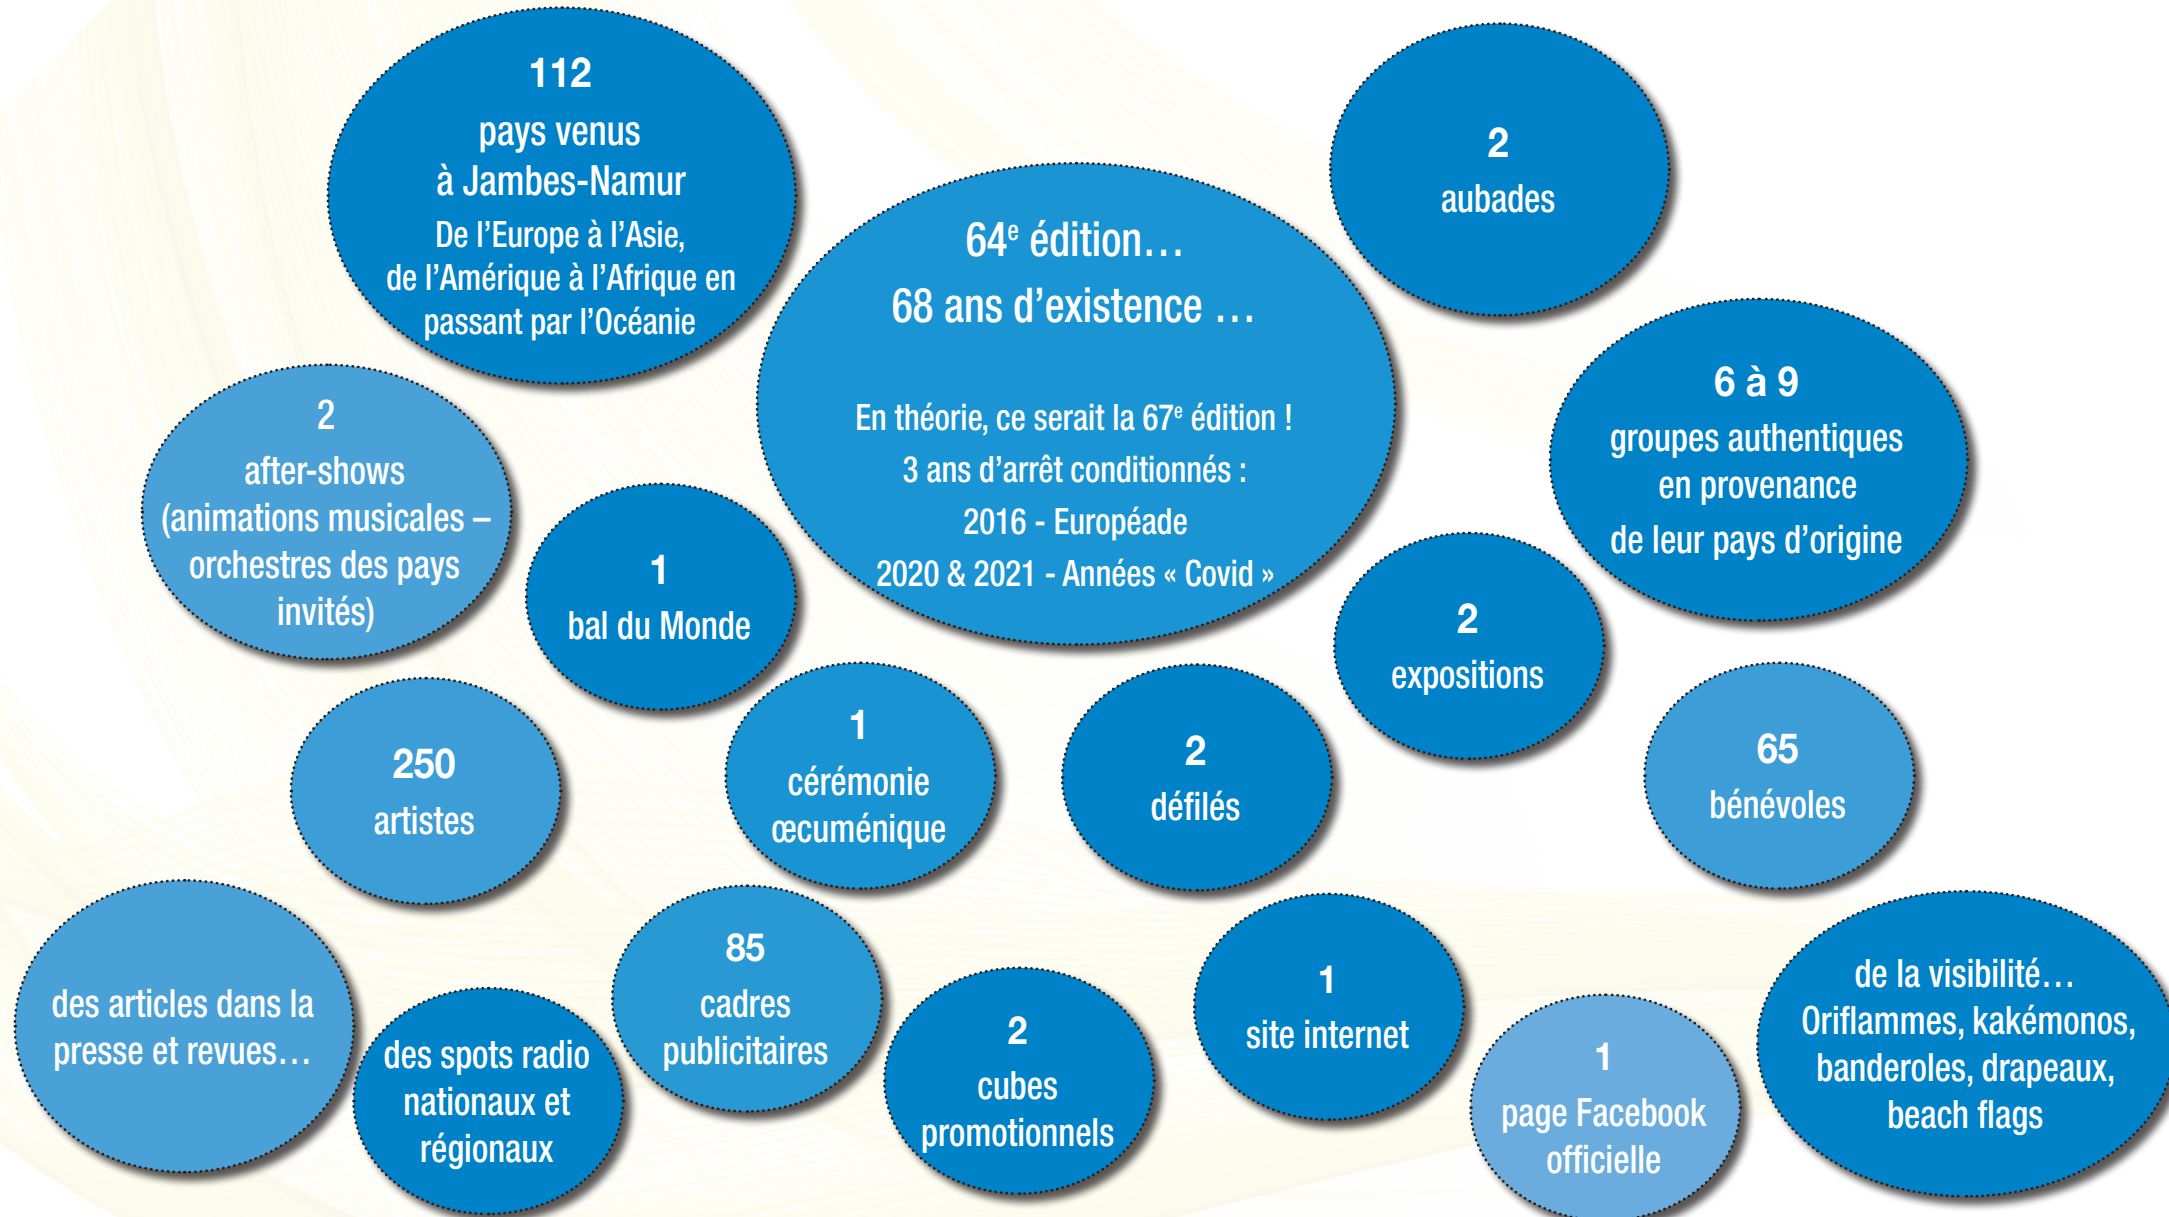 112
pays venus
à Jambes-Namur
De l’Europe à l’Asie,
de l’Amérique à l’Afrique en
passant par l’Océanie
64e édition…
68 ans d’existence …
En théorie, ce serait la 67e édition !
3 ans d’arrêt conditionnés :
2016 - Européade
2020 & 2021 - Années « Covid »
2
aubades
6 à 9
groupes authentiques
en provenance
de leur pays d’origine
2
after-shows
(animations musicales –
orchestres des pays
invités)
1
bal du Monde
2
expositions
250
artistes
1
cérémonie
œcuménique
2
défilés
65
bénévoles
des articles dans la
presse et revues…
des spots radio
nationaux et
régionaux
85
cadres
publicitaires
2
cubes
promotionnels
1
site internet
1
page Facebook
officielle
de la visibilité…
Oriflammes, kakémonos,
banderoles, drapeaux,
beach flags